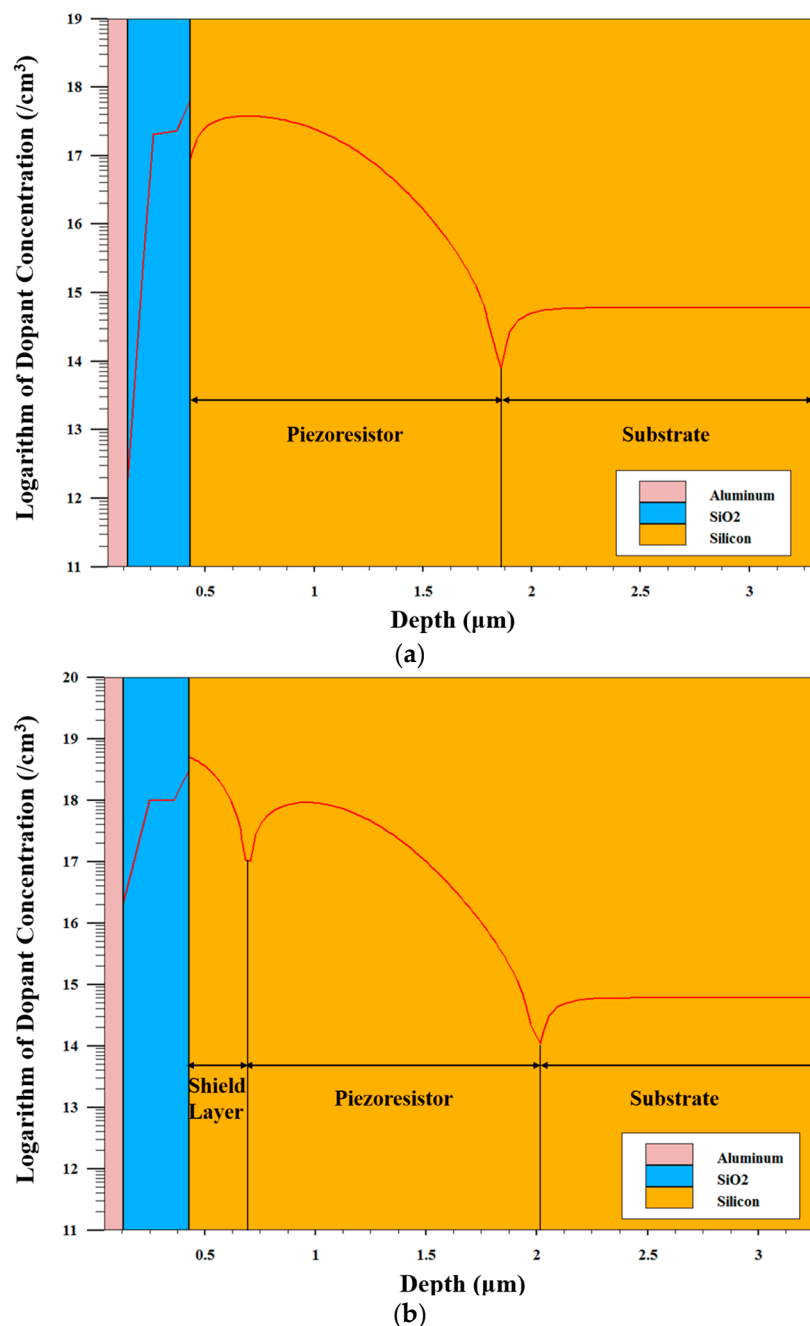 Logarithm of Dopant Concentration (/cm³)
19
18
17
16
15
14
13
12
11
Piezoresistor
Substrate
Aluminum
SiO2
Silicon
0.5
1
1.5
2
2.5
3
Depth (μm)
(a)
Logarithm of Dopant Concentration (/cm³)
20
19
18
17
16
15
14
13
12
11
Shield
Layer
Piezoresistor
Substrate
Aluminum
SiO2
Silicon
0.5
1
1.5
2
2.5
3
Depth (μm)
(b)